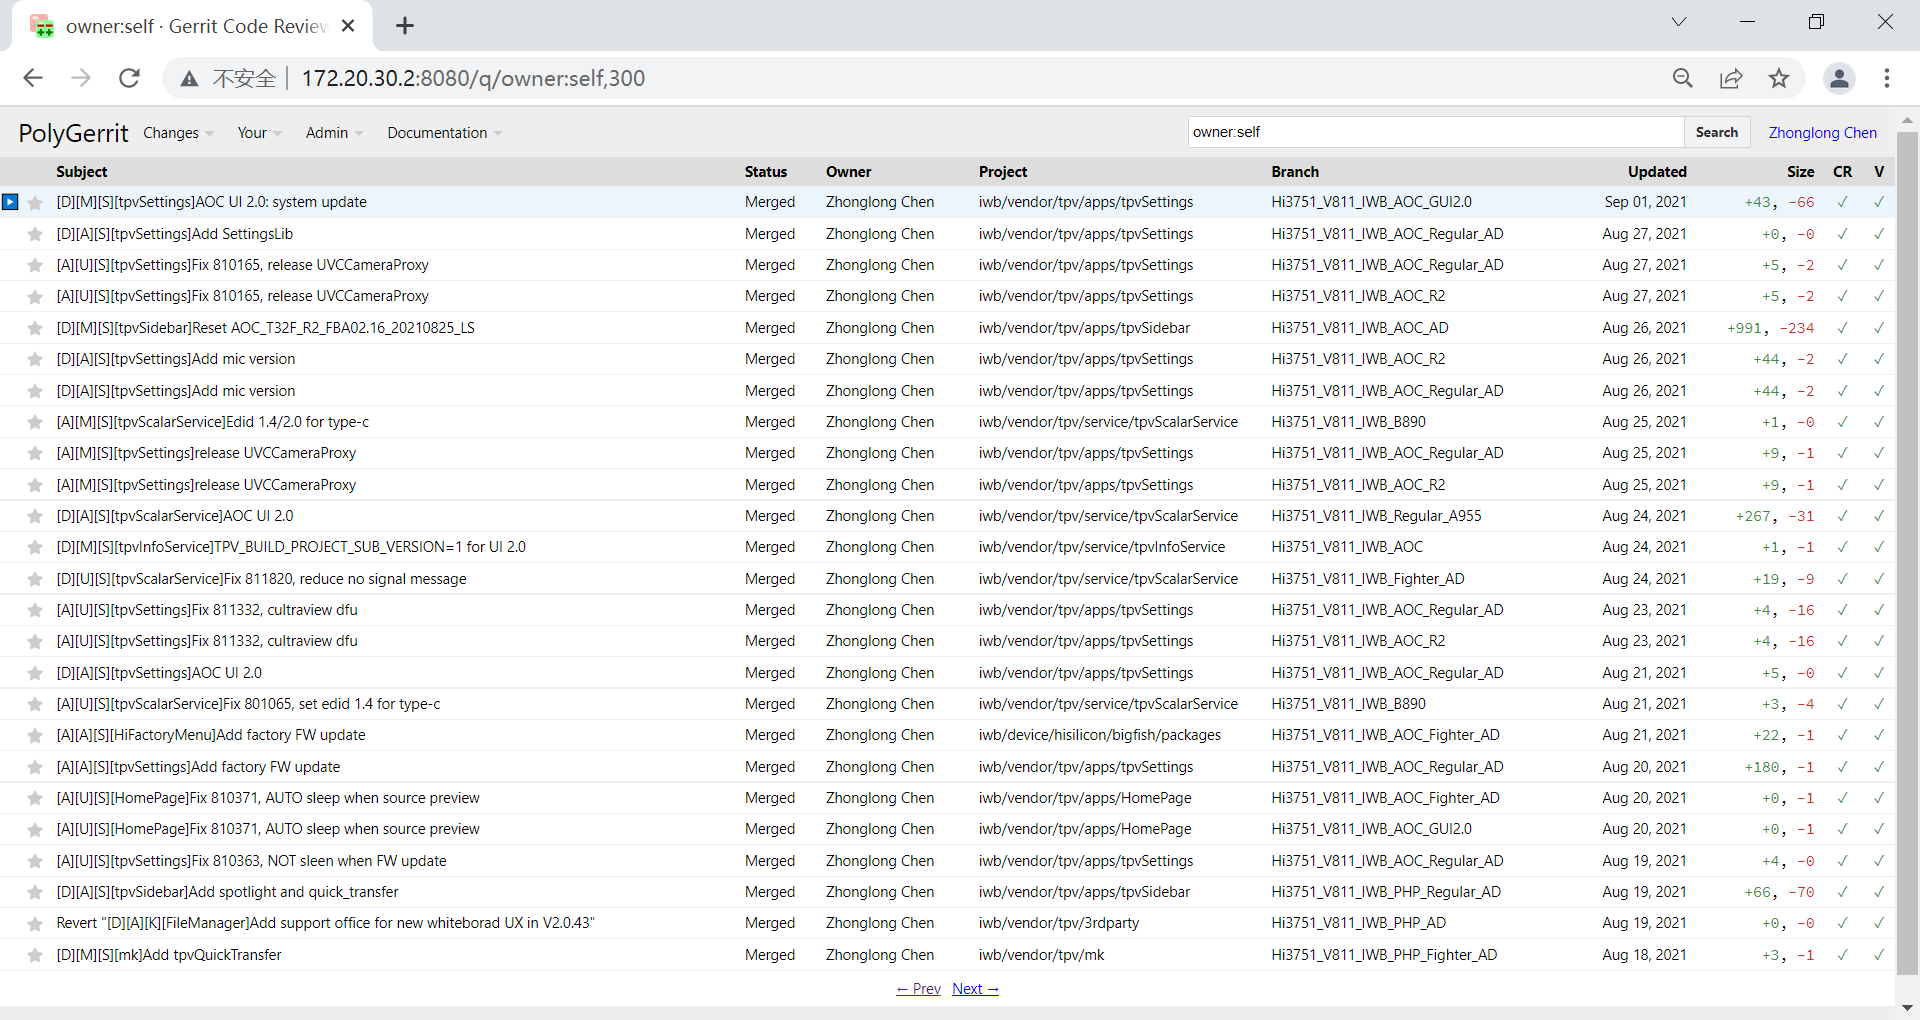 owner:self · Gerrit Code Review
不安全 172.20.30.2:8080/q/owner:self,300
PolyGerrit Changes Your Admin Documentation owner:self Search Zhonglong Chen
Subject Status Owner Project Branch Updated Size CR V
[D][M][S][tpvSettings]AOC UI 2.0: system update Merged Zhonglong Chen iwb/vendor/tpv/apps/tpvSettings Hi3751_V811_IWB_AOC_GUI2.0 Sep 01, 2021 +43, -66 ✓ ✓
[D][A][S][tpvSettings]Add SettingsLib Merged Zhonglong Chen iwb/vendor/tpv/apps/tpvSettings Hi3751_V811_IWB_AOC_Regular_AD Aug 27, 2021 +0, -0 ✓ ✓
[A][U][S][tpvSettings]Fix 810165, release UVCCameraProxy Merged Zhonglong Chen iwb/vendor/tpv/apps/tpvSettings Hi3751_V811_IWB_AOC_Regular_AD Aug 27, 2021 +5, -2 ✓ ✓
[A][U][S][tpvSettings]Fix 810165, release UVCCameraProxy Merged Zhonglong Chen iwb/vendor/tpv/apps/tpvSettings Hi3751_V811_IWB_AOC_R2 Aug 27, 2021 +5, -2 ✓ ✓
[D][M][S][tpvSidebar]Reset AOC_T32F_R2_FBA02.16_20210825_LS Merged Zhonglong Chen iwb/vendor/tpv/apps/tpvSidebar Hi3751_V811_IWB_AOC_AD Aug 26, 2021 +991, -234 ✓ ✓
[D][A][S][tpvSettings]Add mic version Merged Zhonglong Chen iwb/vendor/tpv/apps/tpvSettings Hi3751_V811_IWB_AOC_R2 Aug 26, 2021 +44, -2 ✓ ✓
[D][A][S][tpvSettings]Add mic version Merged Zhonglong Chen iwb/vendor/tpv/apps/tpvSettings Hi3751_V811_IWB_AOC_Regular_AD Aug 26, 2021 +44, -2 ✓ ✓
[A][M][S][tpvScalarService]Edid 1.4/2.0 for type-c Merged Zhonglong Chen iwb/vendor/tpv/service/tpvScalarService Hi3751_V811_IWB_B890 Aug 25, 2021 +1, -0 ✓ ✓
[A][M][S][tpvSettings]release UVCCameraProxy Merged Zhonglong Chen iwb/vendor/tpv/apps/tpvSettings Hi3751_V811_IWB_AOC_Regular_AD Aug 25, 2021 +9, -1 ✓ ✓
[A][M][S][tpvSettings]release UVCCameraProxy Merged Zhonglong Chen iwb/vendor/tpv/apps/tpvSettings Hi3751_V811_IWB_AOC_R2 Aug 25, 2021 +9, -1 ✓ ✓
[D][A][S][tpvScalarService]AOC UI 2.0 Merged Zhonglong Chen iwb/vendor/tpv/service/tpvScalarService Hi3751_V811_IWB_Regular_A955 Aug 24, 2021 +267, -31 ✓ ✓
[D][M][S][tpvInfoService]TPV_BUILD_PROJECT_SUB_VERSION=1 for UI 2.0 Merged Zhonglong Chen iwb/vendor/tpv/service/tpvInfoService Hi3751_V811_IWB_AOC Aug 24, 2021 +1, -1 ✓ ✓
[D][U][S][tpvScalarService]Fix 811820, reduce no signal message Merged Zhonglong Chen iwb/vendor/tpv/service/tpvScalarService Hi3751_V811_IWB_Fighter_AD Aug 24, 2021 +19, -9 ✓ ✓
[A][U][S][tpvSettings]Fix 811332, cultraview dfu Merged Zhonglong Chen iwb/vendor/tpv/apps/tpvSettings Hi3751_V811_IWB_AOC_Regular_AD Aug 23, 2021 +4, -16 ✓ ✓
[A][U][S][tpvSettings]Fix 811332, cultraview dfu Merged Zhonglong Chen iwb/vendor/tpv/apps/tpvSettings Hi3751_V811_IWB_AOC_R2 Aug 23, 2021 +4, -16 ✓ ✓
[D][A][S][tpvSettings]AOC UI 2.0 Merged Zhonglong Chen iwb/vendor/tpv/apps/tpvSettings Hi3751_V811_IWB_AOC_Regular_AD Aug 21, 2021 +5, -0 ✓ ✓
[A][U][S][tpvScalarService]Fix 801065, set edid 1.4 for type-c Merged Zhonglong Chen iwb/vendor/tpv/service/tpvScalarService Hi3751_V811_IWB_B890 Aug 21, 2021 +3, -4 ✓ ✓
[A][A][S][HiFactoryMenu]Add factory FW update Merged Zhonglong Chen iwb/device/hisilicon/bigfish/packages Hi3751_V811_IWB_AOC_Fighter_AD Aug 21, 2021 +22, -1 ✓ ✓
[A][A][S][tpvSettings]Add factory FW update Merged Zhonglong Chen iwb/vendor/tpv/apps/tpvSettings Hi3751_V811_IWB_AOC_Regular_AD Aug 20, 2021 +180, -1 ✓ ✓
[A][U][S][HomePage]Fix 810371, AUTO sleep when source preview Merged Zhonglong Chen iwb/vendor/tpv/apps/HomePage Hi3751_V811_IWB_AOC_Fighter_AD Aug 20, 2021 +0, -1 ✓ ✓
[A][U][S][HomePage]Fix 810371, AUTO sleep when source preview Merged Zhonglong Chen iwb/vendor/tpv/apps/HomePage Hi3751_V811_IWB_AOC_GUI2.0 Aug 20, 2021 +0, -1 ✓ ✓
[A][U][S][tpvSettings]Fix 810363, NOT sleen when FW update Merged Zhonglong Chen iwb/vendor/tpv/apps/tpvSettings Hi3751_V811_IWB_AOC_Regular_AD Aug 19, 2021 +4, -0 ✓ ✓
[D][A][S][tpvSidebar]Add spotlight and quick_transfer Merged Zhonglong Chen iwb/vendor/tpv/apps/tpvSidebar Hi3751_V811_IWB_PHP_Regular_AD Aug 19, 2021 +66, -70 ✓ ✓
Revert "[D][A][K][FileManager]Add support office for new whiteborad UX in V2.0.43" Merged Zhonglong Chen iwb/vendor/tpv/3rdparty Hi3751_V811_IWB_PHP_AD Aug 19, 2021 +0, -0 ✓ ✓
[D][M][S][mk]Add tpvQuickTransfer Merged Zhonglong Chen iwb/vendor/tpv/mk Hi3751_V811_IWB_PHP_Fighter_AD Aug 18, 2021 +3, -1 ✓ ✓
← Prev Next →